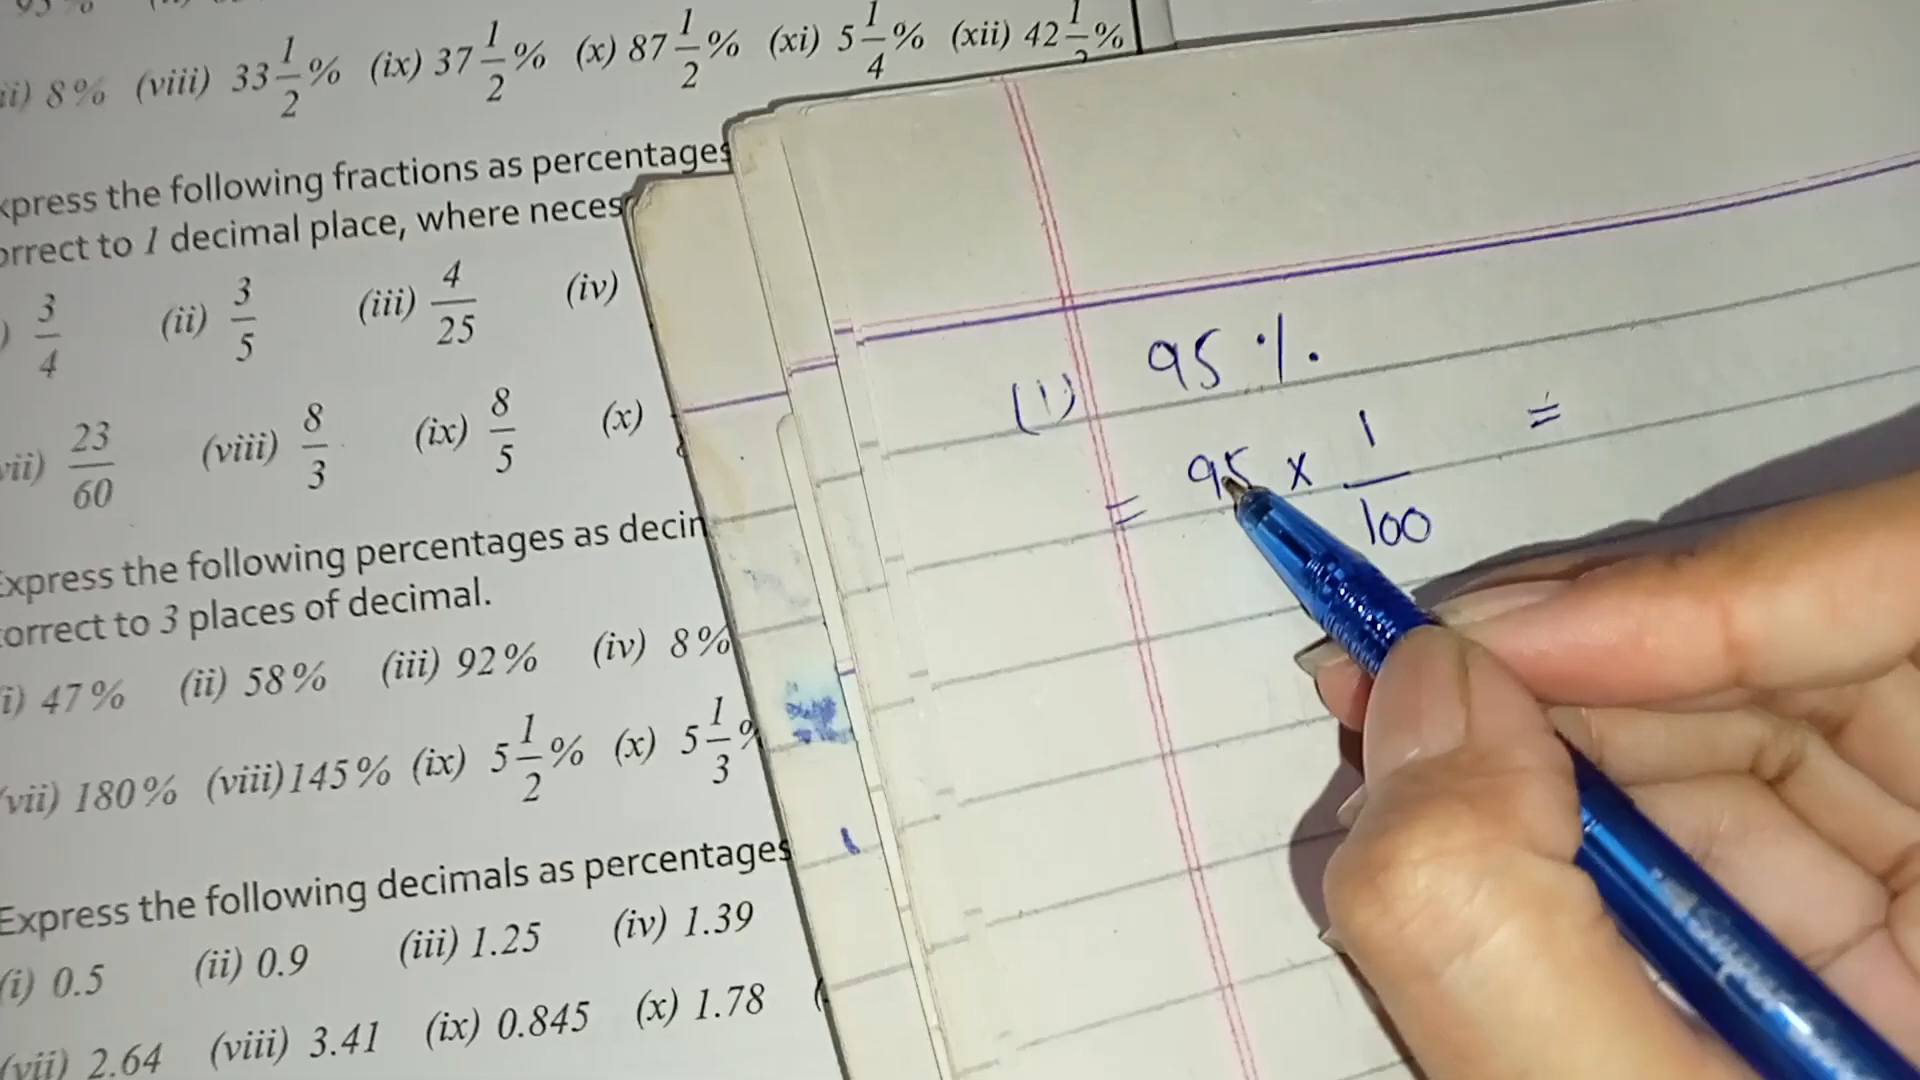 8% (viii) 33 1/2 % (ix) 37 1/2 % (x) 87 1/2 % (xi) 5 1/4 % (xii) 42 1/2 %
xpress the following fractions as percentages
orrect to 1 decimal place, where neces
3/4 (ii) 3/5 (iii) 4/25 (iv)
23/60 (viii) 8/3 (ix) 8/5 (x)
Express the following percentages as decin
correct to 3 places of decimal.
i) 47% (ii) 58% (iii) 92% (iv) 8%
(vii) 180% (viii) 145% (ix) 5 1/2 % (x) 5 1/3 %
Express the following decimals as percentages
(i) 0.5 (ii) 0.9 (iii) 1.25 (iv) 1.39
(vii) 2.64 (viii) 3.41 (ix) 0.845 (x) 1.78
(i) 95 %
= 95 x 1/100 =